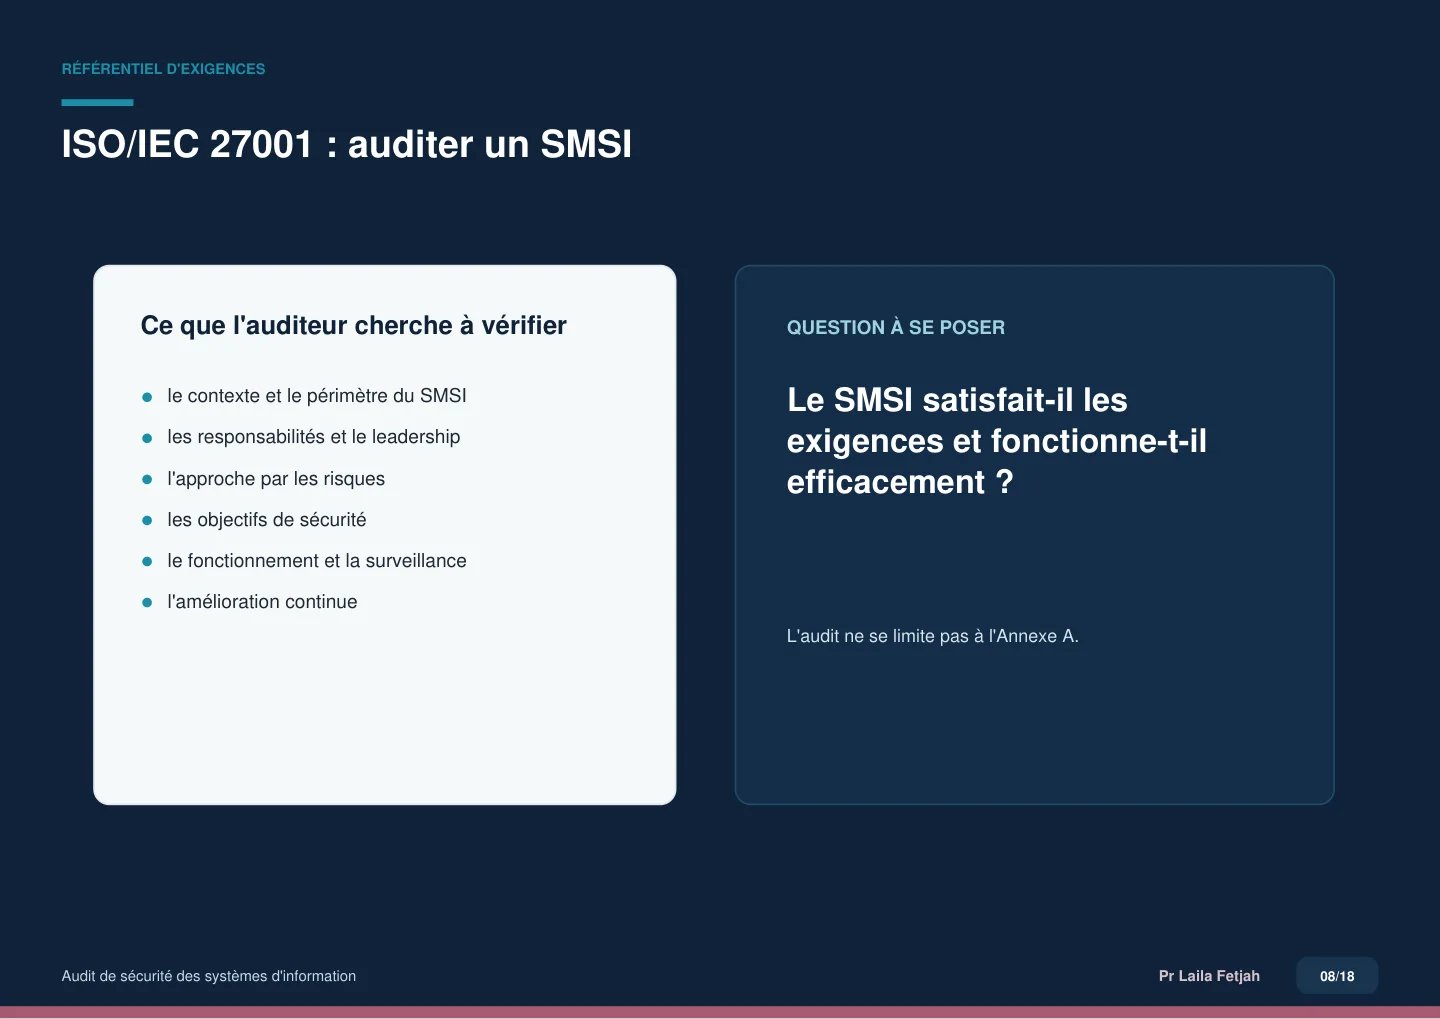 RÉFÉRENTIEL D'EXIGENCES
ISO/IEC 27001 : auditer un SMSI
Ce que l'auditeur cherche à vérifier
le contexte et le périmètre du SMSI
les responsabilités et le leadership
l'approche par les risques
les objectifs de sécurité
le fonctionnement et la surveillance
l'amélioration continue
QUESTION À SE POSER
Le SMSI satisfait-il les
exigences et fonctionne-t-il
efficacement ?
L'audit ne se limite pas à l'Annexe A.
Audit de sécurité des systèmes d'information
Pr Laila Fetjah
08/18